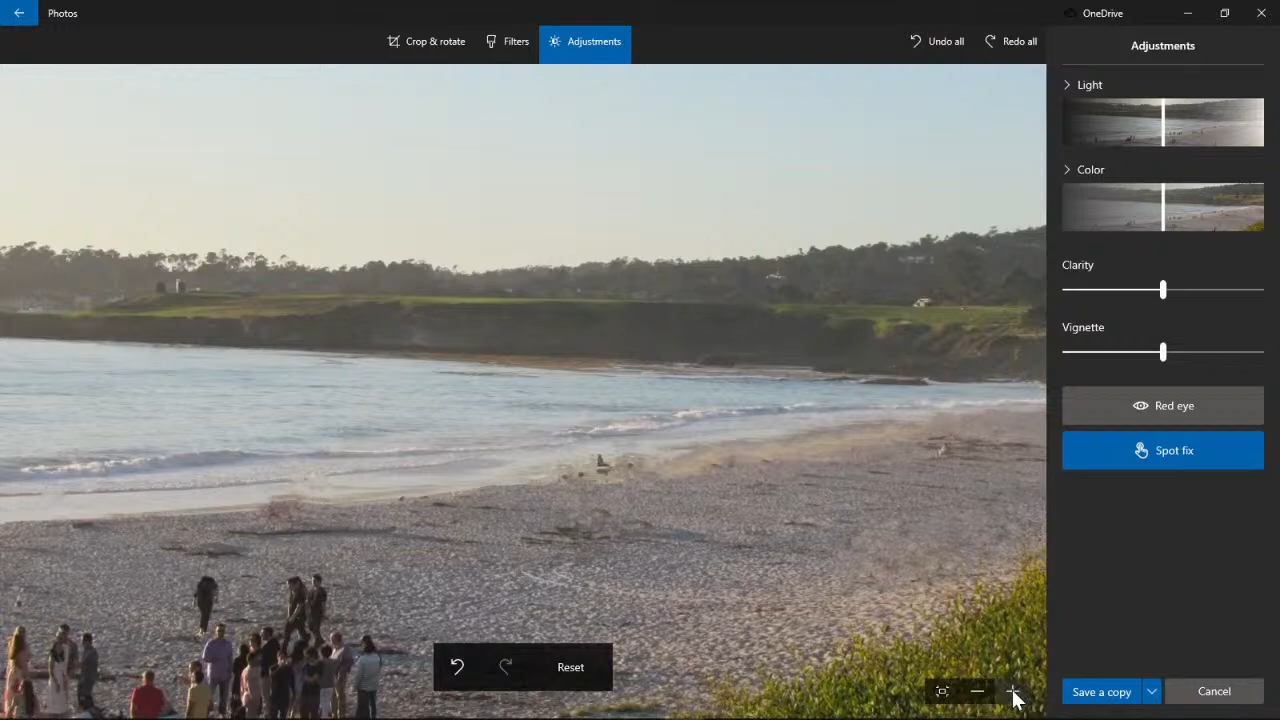 Photos
OneDrive
Crop & rotate
Filters
Adjustments
Undo all
Redo all
Adjustments
Light
Color
Clarity
Vignette
Red eye
Spot fix
Reset
Save a copy
Cancel